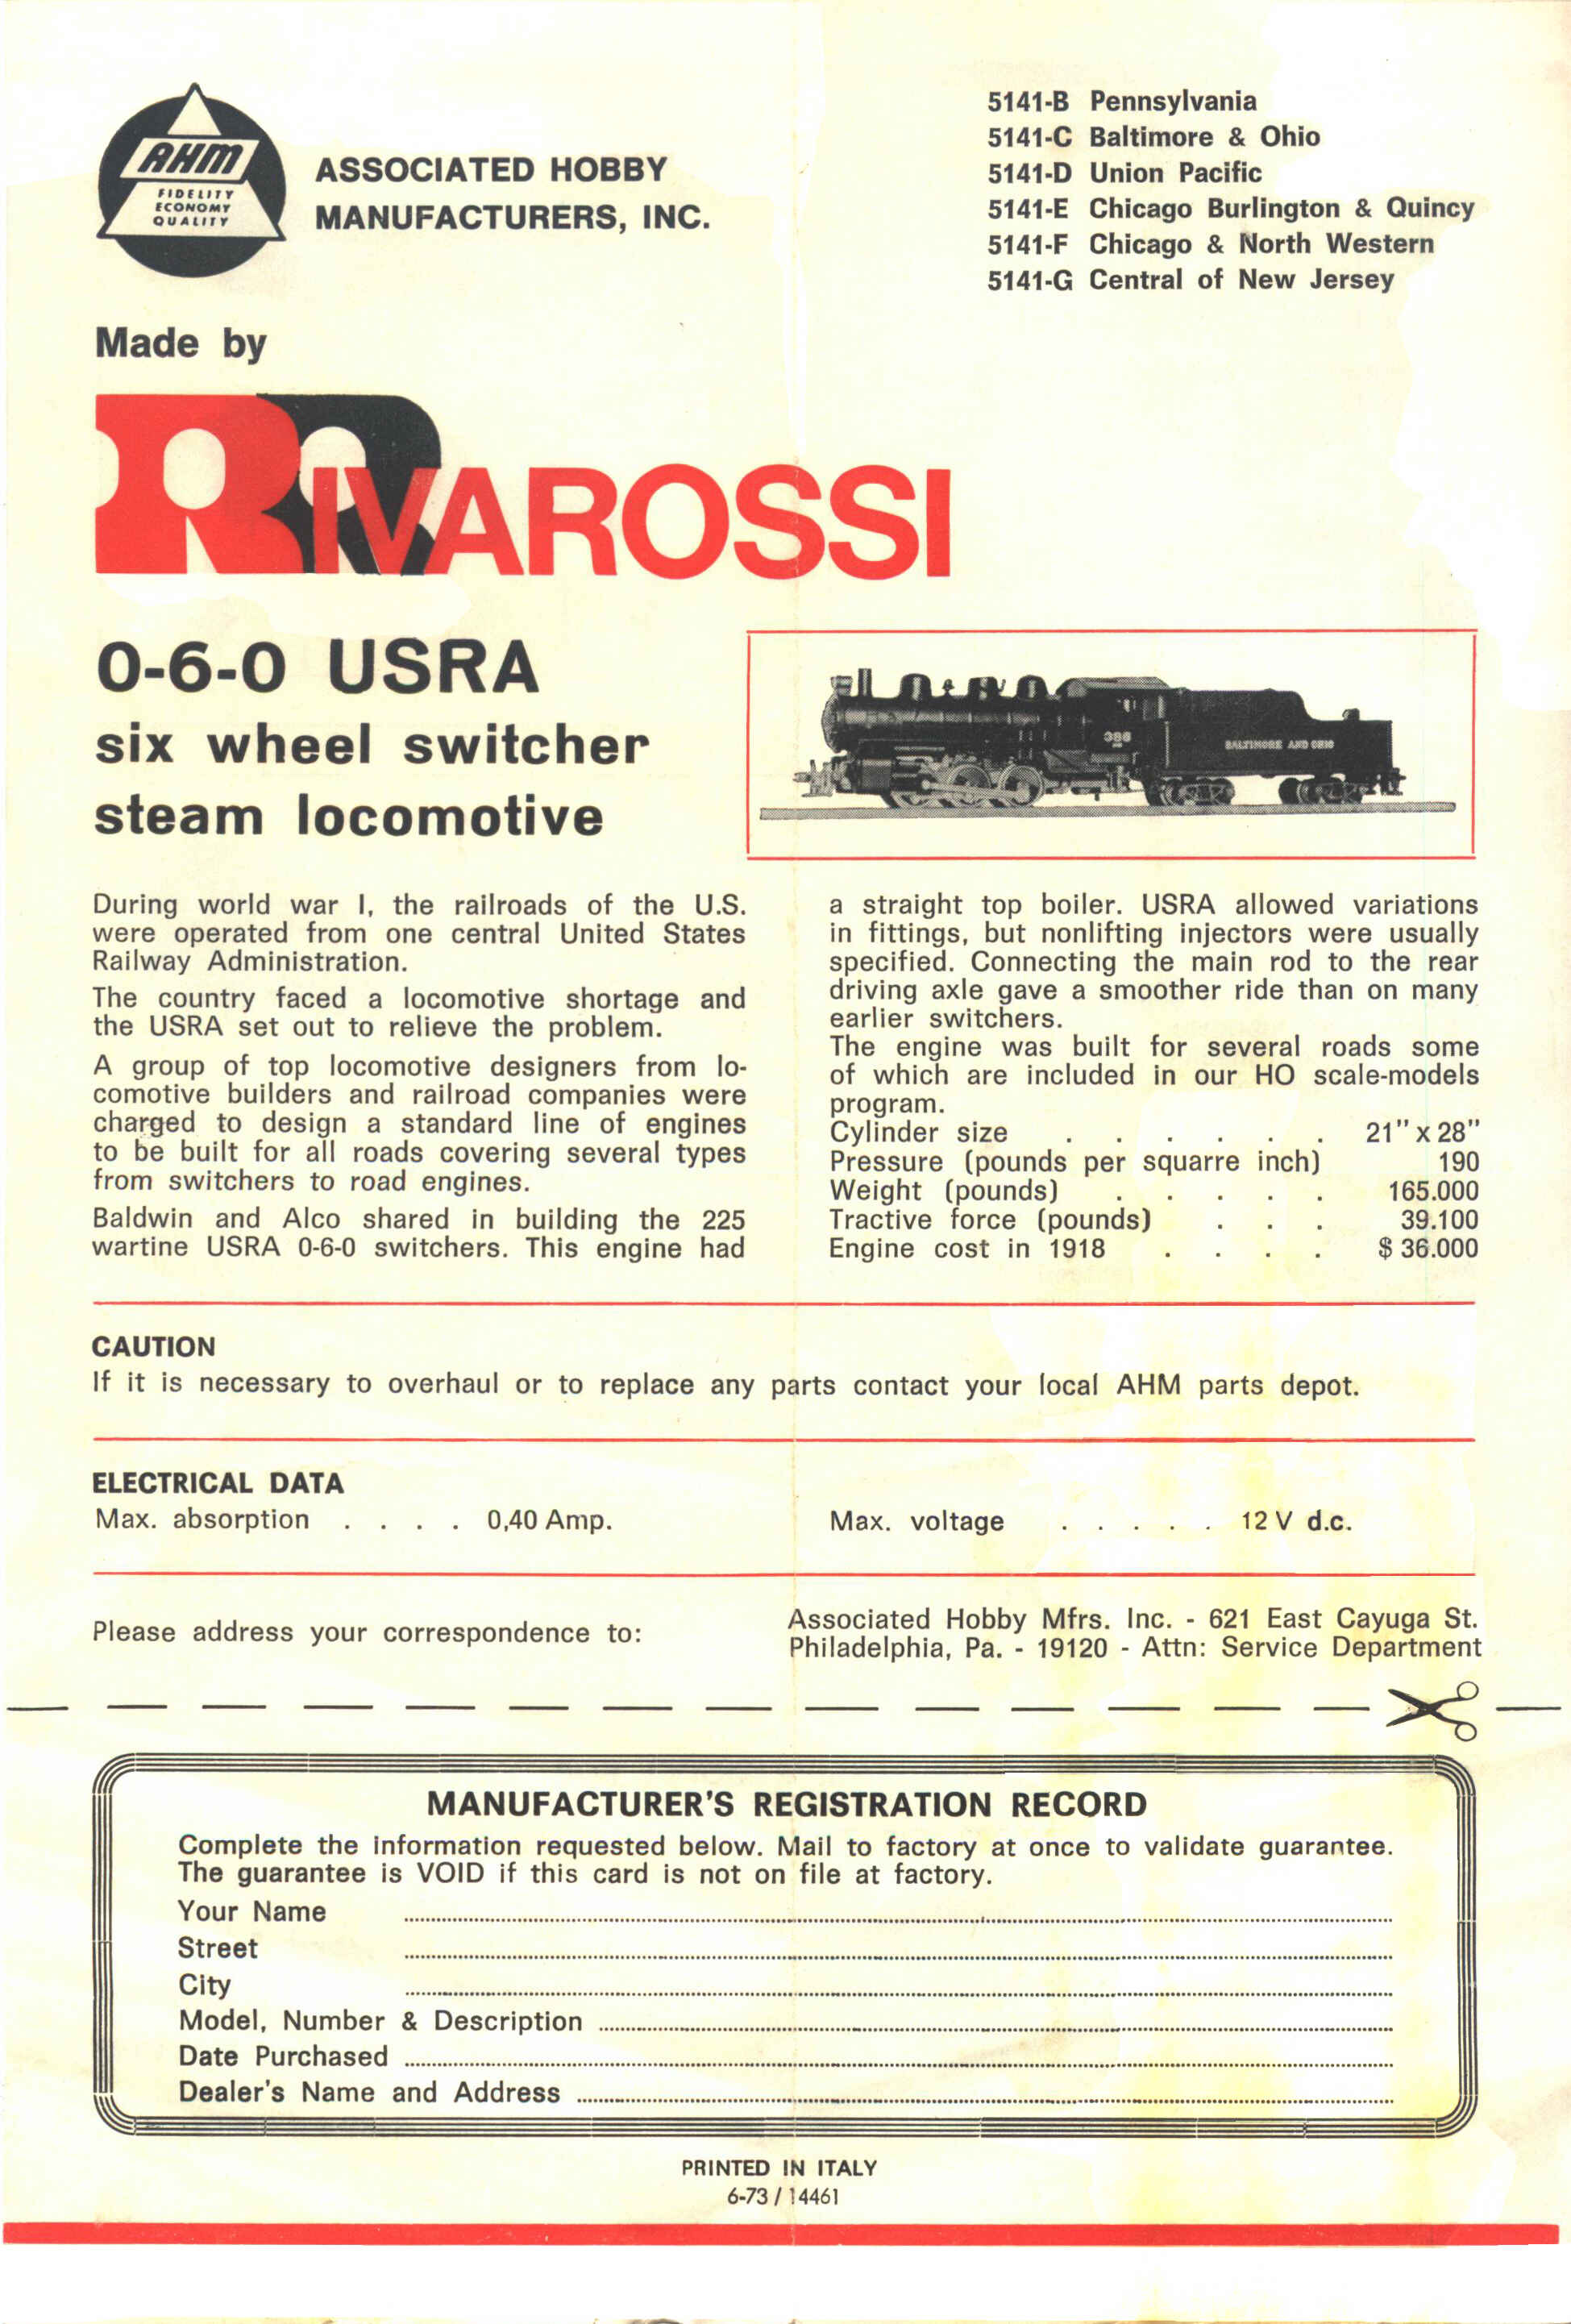 AHM
FIDELITY
ECONOMY
QUALITY
ASSOCIATED HOBBY
MANUFACTURERS, INC.
5141-B Pennsylvania
5141-C Baltimore & Ohio
5141-D Union Pacific
5141-E Chicago Burlington & Quincy
5141-F Chicago & North Western
5141-G Central of New Jersey
Made by
RIVAROSSI
0-6-0 USRA
six wheel switcher
steam locomotive
386
BALTIMORE AND OHIO
During world war I, the railroads of the U.S.
were operated from one central United States
Railway Administration.
The country faced a locomotive shortage and
the USRA set out to relieve the problem.
A group of top locomotive designers from lo-
comotive builders and railroad companies were
charged to design a standard line of engines
to be built for all roads covering several types
from switchers to road engines.
Baldwin and Alco shared in building the 225
wartine USRA 0-6-0 switchers. This engine had
a straight top boiler. USRA allowed variations
in fittings, but nonlifting injectors were usually
specified. Connecting the main rod to the rear
driving axle gave a smoother ride than on many
earlier switchers.
The engine was built for several roads some
of which are included in our HO scale-models
program.
Cylinder size . . . . . . 21" x 28"
Pressure (pounds per squarre inch) 190
Weight (pounds) . . . . . 165.000
Tractive force (pounds) . . . 39.100
Engine cost in 1918 . . . . $ 36.000
CAUTION
If it is necessary to overhaul or to replace any parts contact your local AHM parts depot.
ELECTRICAL DATA
Max. absorption . . . . 0,40 Amp.
Max. voltage . . . . . 12 V d.c.
Please address your correspondence to:
Associated Hobby Mfrs. Inc. - 621 East Cayuga St.
Philadelphia, Pa. - 19120 - Attn: Service Department
MANUFACTURER'S REGISTRATION RECORD
Complete the information requested below. Mail to factory at once to validate guarantee.
The guarantee is VOID if this card is not on file at factory.
Your Name
Street
City
Model, Number & Description
Date Purchased
Dealer's Name and Address
PRINTED IN ITALY
6-73 / 14461